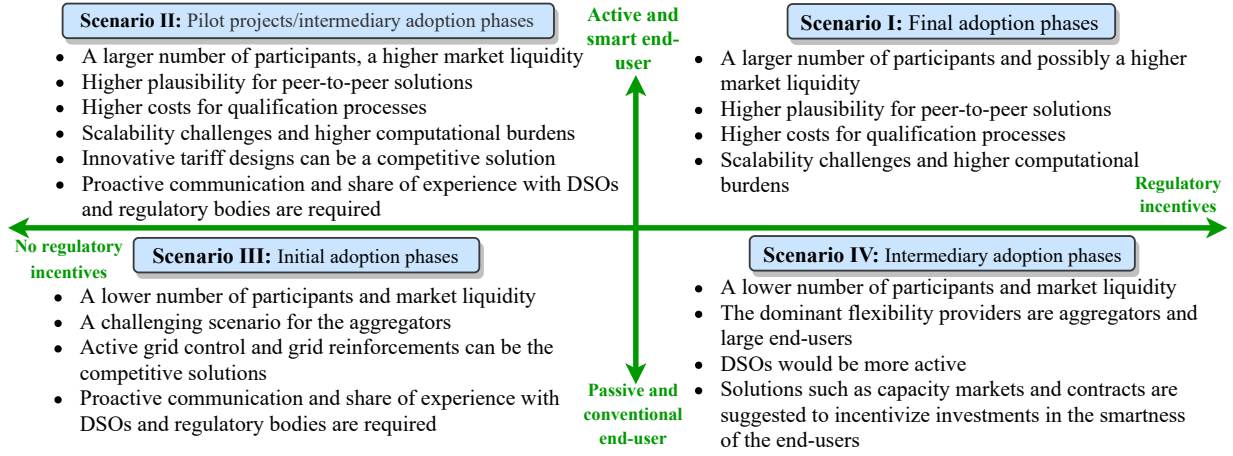 Scenario II: Pilot projects/intermediary adoption phases
• A larger number of participants, a higher market liquidity
• Higher plausibility for peer-to-peer solutions
• Higher costs for qualification processes
• Scalability challenges and higher computational burdens
• Innovative tariff designs can be a competitive solution
• Proactive communication and share of experience with DSOs
and regulatory bodies are required
Active and
smart end-
user
Scenario I: Final adoption phases
• A larger number of participants and possibly a higher
market liquidity
• Higher plausibility for peer-to-peer solutions
• Higher costs for qualification processes
• Scalability challenges and higher computational
burdens
Regulatory
incentives
No regulatory
incentives
Scenario III: Initial adoption phases
• A lower number of participants and market liquidity
• A challenging scenario for the aggregators
• Active grid control and grid reinforcements can be the
competitive solutions
• Proactive communication and share of experience with
DSOs and regulatory bodies are required
Passive and
conventional
end-user
Scenario IV: Intermediary adoption phases
• A lower number of participants and market liquidity
• The dominant flexibility providers are aggregators and
large end-users
• DSOs would be more active
• Solutions such as capacity markets and contracts are
suggested to incentivize investments in the smartness
of the end-users